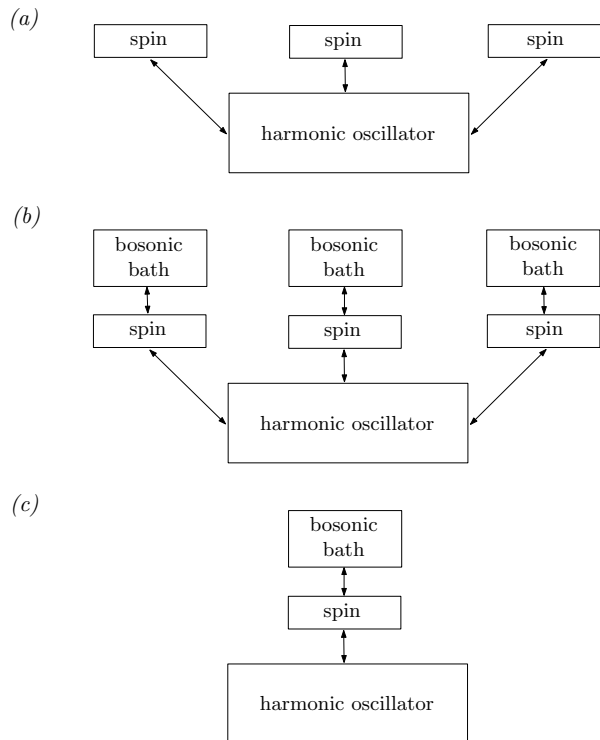 (a)
spin spin spin
harmonic oscillator
(b)
bosonic bosonic bosonic
bath bath bath
spin spin spin
harmonic oscillator
(c)
bosonic
bath
spin
harmonic oscillator